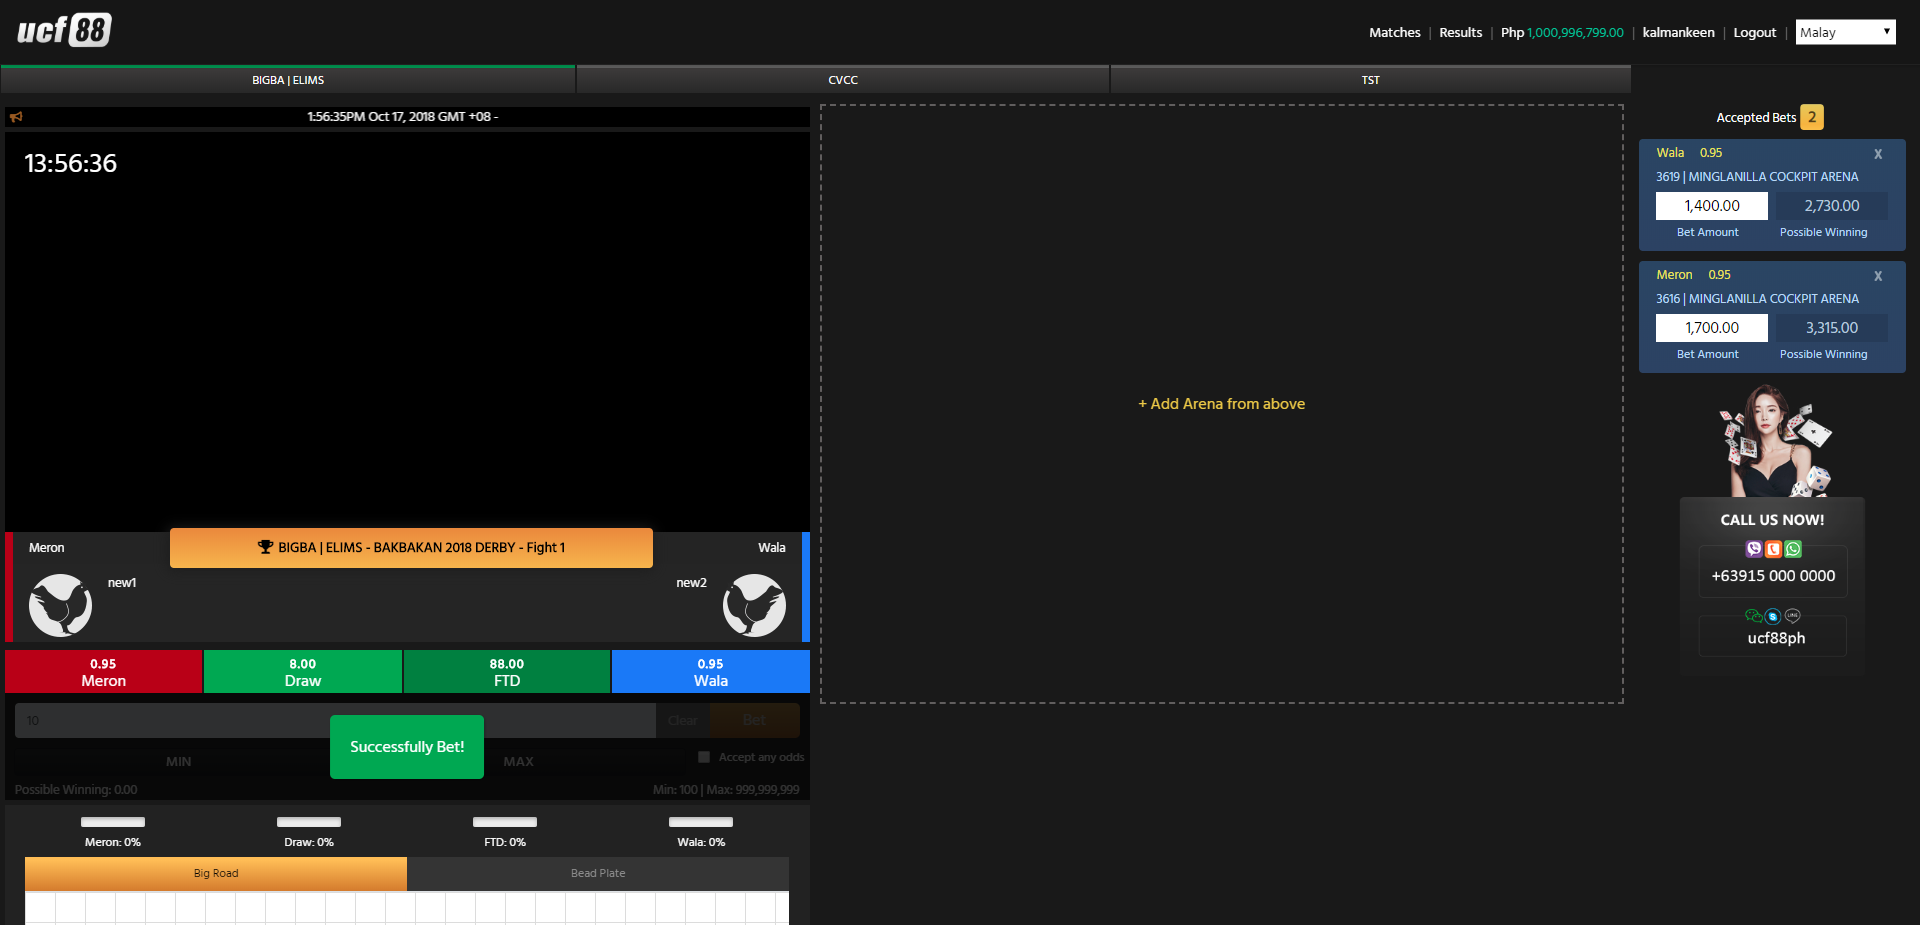 ucf 88
Matches | Results | Php 1,000,996,799.00 | kalmankeen | Logout | Malay
BIGBA | ELIMS
CVCC
TST
1:56:35PM Oct 17, 2018 GMT +08 -
13:56:36
Meron
BIGBA | ELIMS - BAKBAKAN 2018 DERBY - Fight 1
Wala
new1
new2
0.95
Meron
8.00
Draw
88.00
FTD
0.95
Wala
10
Clear
Bet
Successfully Bet!
MIN
MAX
Accept any odds
Possible Winning: 0.00
Min: 100 | Max: 999,999,999
Meron: 0%
Draw: 0%
FTD: 0%
Wala: 0%
Big Road
Bead Plate
+ Add Arena from above
Accepted Bets 2
Wala 0.95 X
3619 | MINGLANILLA COCKPIT ARENA
1,400.00 2,730.00
Bet Amount Possible Winning
Meron 0.95 X
3616 | MINGLANILLA COCKPIT ARENA
1,700.00 3,315.00
Bet Amount Possible Winning
CALL US NOW!
+63915 000 0000
LINE
ucf88ph